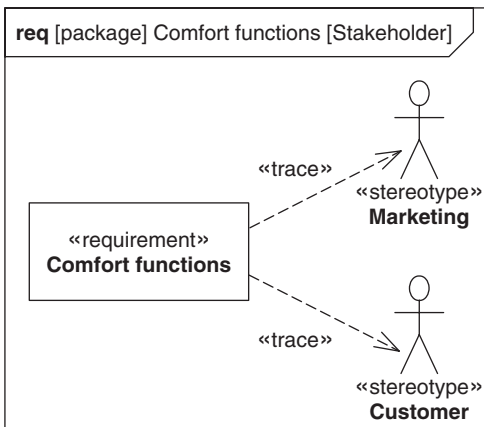 req [package] Comfort functions [Stakeholder]
«trace»
«stereotype»
Marketing
«requirement»
Comfort functions
«trace»
«stereotype»
Customer